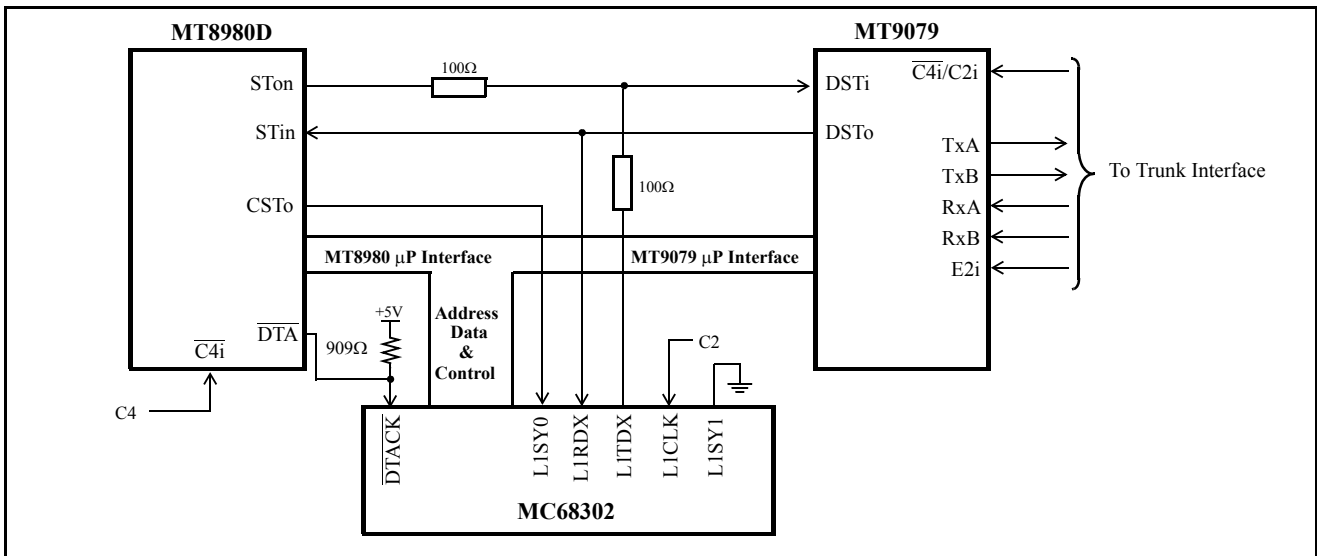 MT8980D
MT9079
STon
100Ω
DSTi
C4i/C2i
STin
DSTo
TxA
TxB
To Trunk Interface
100Ω
CSTo
RxA
RxB
MT8980 µP Interface
MT9079 µP Interface
E2i
+5V
Address
Data
&
Control
DTA
909Ω
C4i
C2
C4
DTACK
L1SY0
L1RDX
L1TDX
L1CLK
L1SY1
MC68302